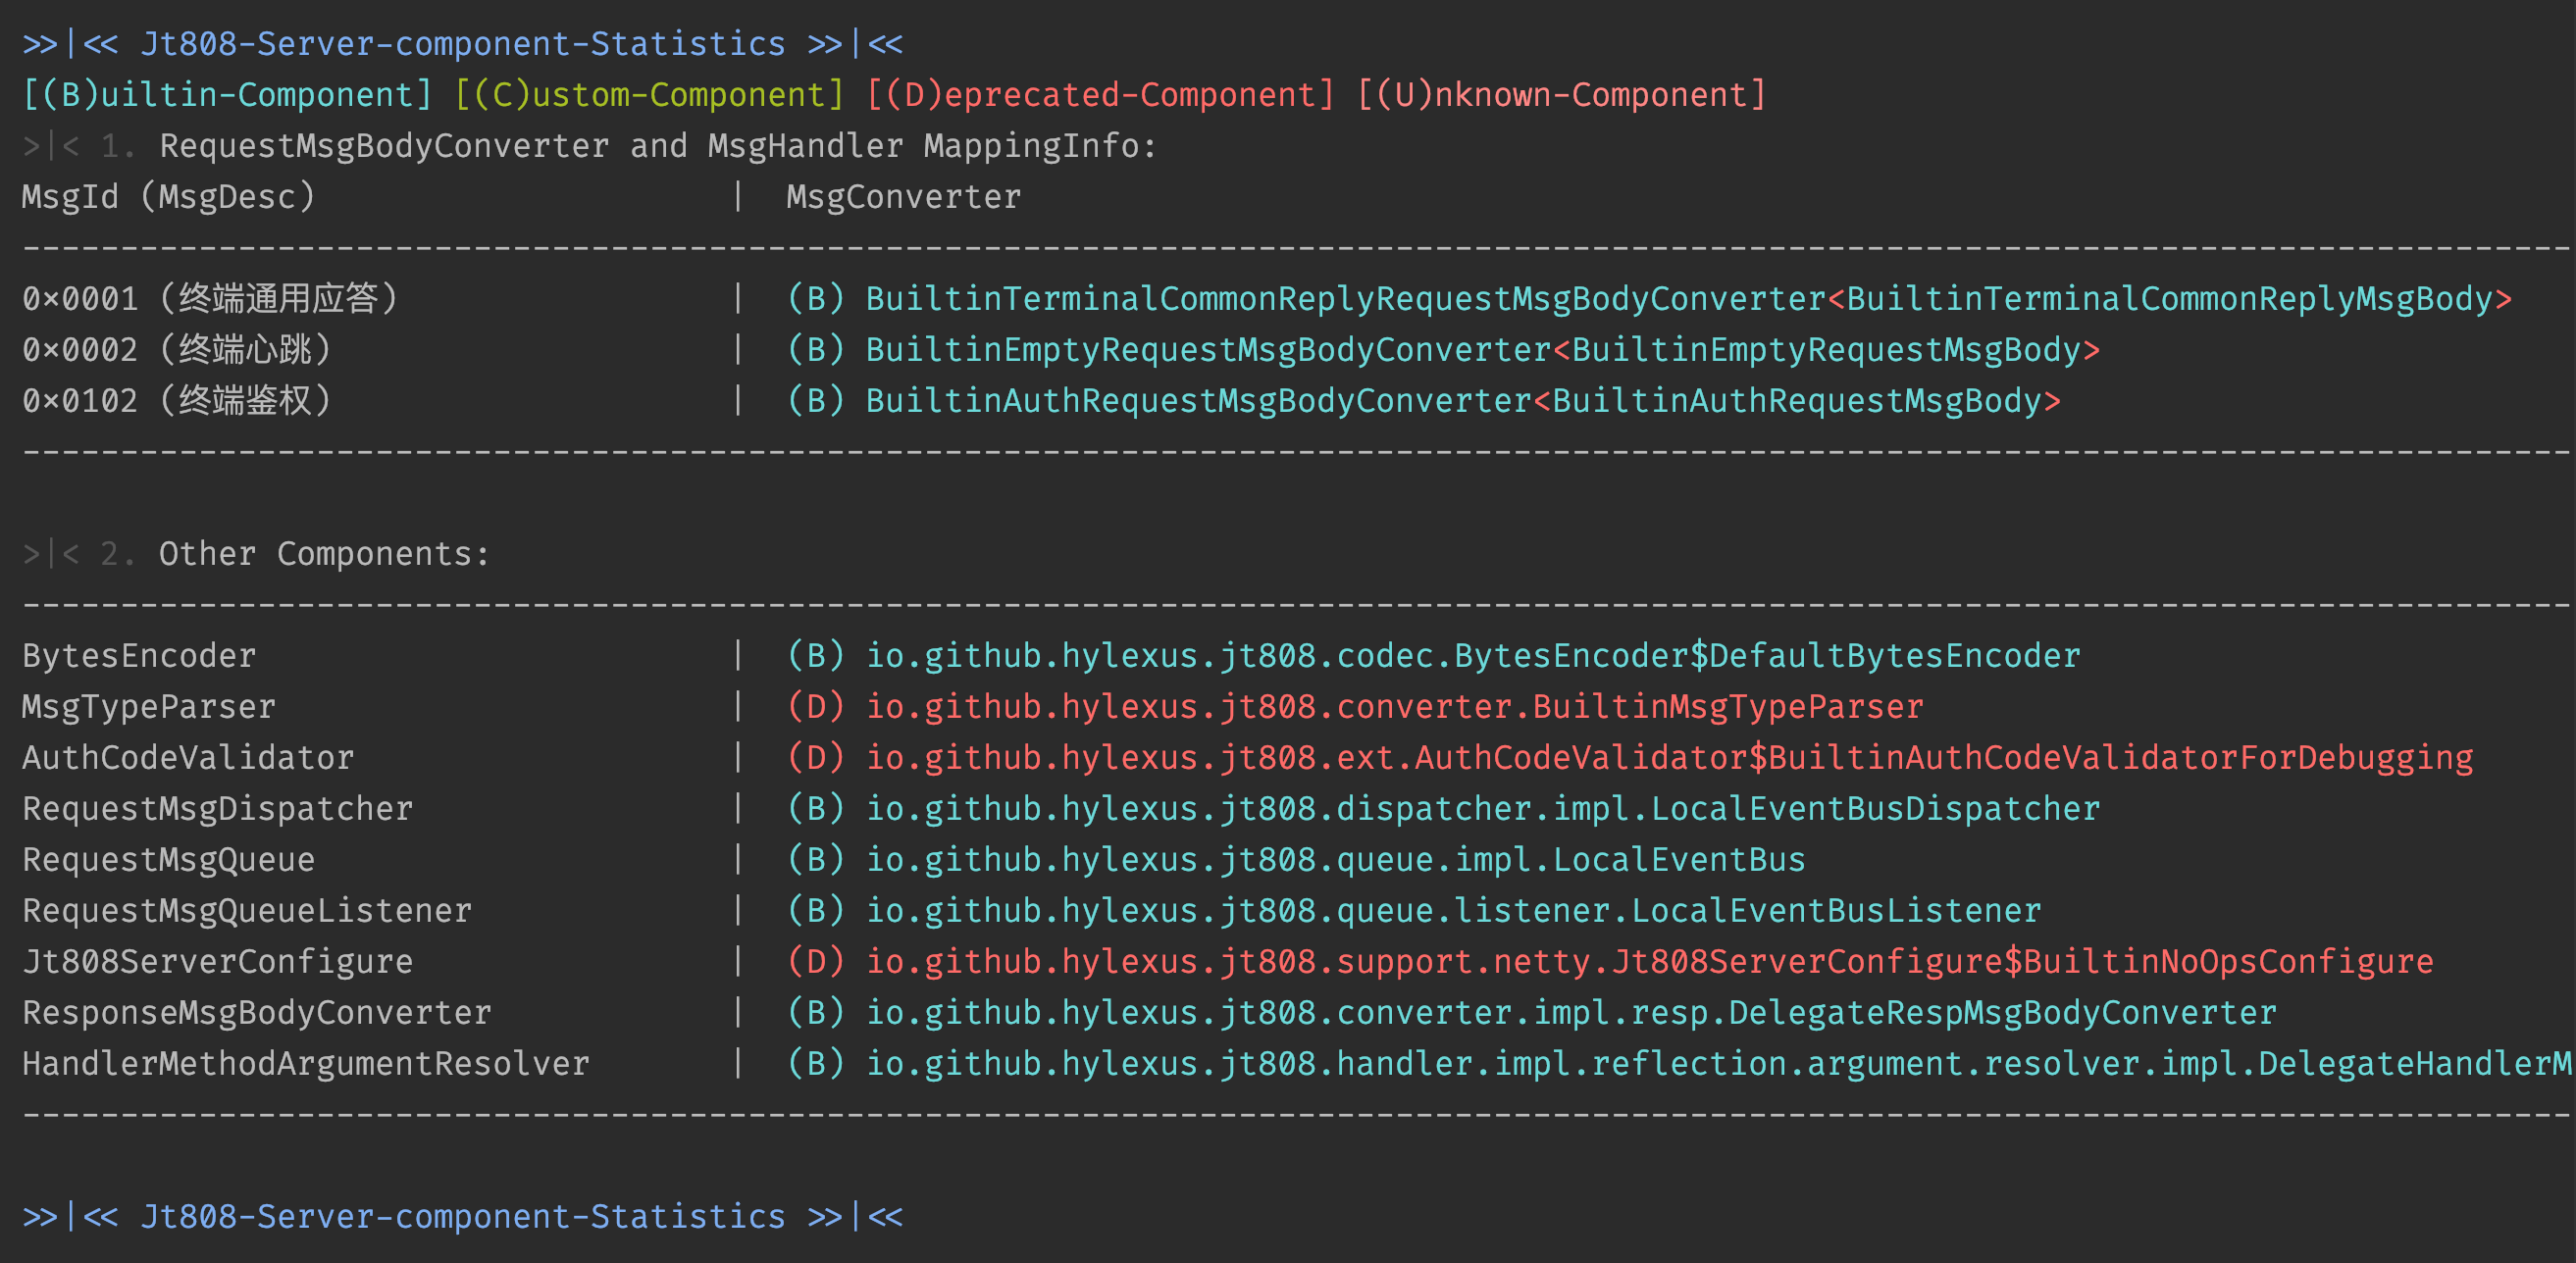 >>|<< Jt808-Server-component-Statistics >>|<<
[(B)uiltin-Component] [(C)ustom-Component] [(D)eprecated-Component] [(U)nknown-Component]
>|< 1. RequestMsgBodyConverter and MsgHandler MappingInfo:
MsgId (MsgDesc) | MsgConverter
----------------------------------------------------------------------------------------------------------------------------------
0×0001 (终端通用应答) | (B) BuiltinTerminalCommonReplyRequestMsgBodyConverter<BuiltinTerminalCommonReplyMsgBody>
0×0002 (终端心跳) | (B) BuiltinEmptyRequestMsgBodyConverter<BuiltinEmptyRequestMsgBody>
0×0102 (终端鉴权) | (B) BuiltinAuthRequestMsgBodyConverter<BuiltinAuthRequestMsgBody>
----------------------------------------------------------------------------------------------------------------------------------
>|< 2. Other Components:
----------------------------------------------------------------------------------------------------------------------------------
BytesEncoder | (B) io.github.hylexus.jt808.codec.BytesEncoder$DefaultBytesEncoder
MsgTypeParser | (D) io.github.hylexus.jt808.converter.BuiltinMsgTypeParser
AuthCodeValidator | (D) io.github.hylexus.jt808.ext.AuthCodeValidator$BuiltinAuthCodeValidatorForDebugging
RequestMsgDispatcher | (B) io.github.hylexus.jt808.dispatcher.impl.LocalEventBusDispatcher
RequestMsgQueue | (B) io.github.hylexus.jt808.queue.impl.LocalEventBus
RequestMsgQueueListener | (B) io.github.hylexus.jt808.queue.listener.LocalEventBusListener
Jt808ServerConfigure | (D) io.github.hylexus.jt808.support.netty.Jt808ServerConfigure$BuiltinNoOpsConfigure
ResponseMsgBodyConverter | (B) io.github.hylexus.jt808.converter.impl.resp.DelegateRespMsgBodyConverter
HandlerMethodArgumentResolver | (B) io.github.hylexus.jt808.handler.impl.reflection.argument.resolver.impl.DelegateHandlerM
----------------------------------------------------------------------------------------------------------------------------------
>>|<< Jt808-Server-component-Statistics >>|<<